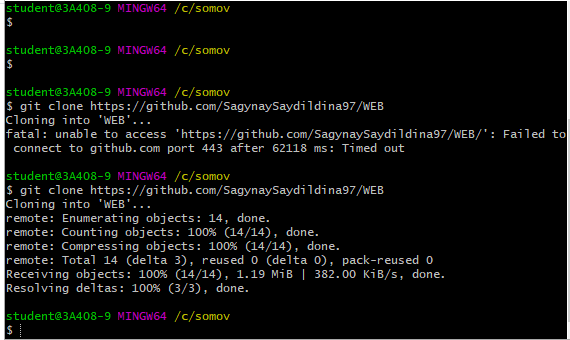 student@3A408-9 MINGW64 /c/somov
$
student@3A408-9 MINGW64 /c/somov
$
student@3A408-9 MINGW64 /c/somov
$ git clone https://github.com/SagynaySaydildina97/WEB
Cloning into 'WEB'...
fatal: unable to access 'https://github.com/SagynaySaydildina97/WEB/': Failed to
 connect to github.com port 443 after 62118 ms: Timed out
student@3A408-9 MINGW64 /c/somov
$ git clone https://github.com/SagynaySaydildina97/WEB
Cloning into 'WEB'...
remote: Enumerating objects: 14, done.
remote: Counting objects: 100% (14/14), done.
remote: Compressing objects: 100% (14/14), done.
remote: Total 14 (delta 3), reused 0 (delta 0), pack-reused 0
Receiving objects: 100% (14/14), 1.19 MiB | 382.00 KiB/s, done.
Resolving deltas: 100% (3/3), done.
student@3A408-9 MINGW64 /c/somov
$